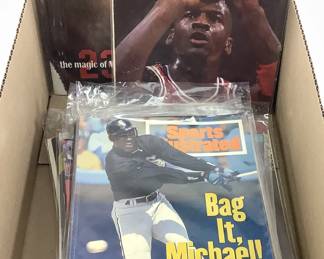 23
the magic of M
Sports
Illustrated
Bag
It,
Michael!